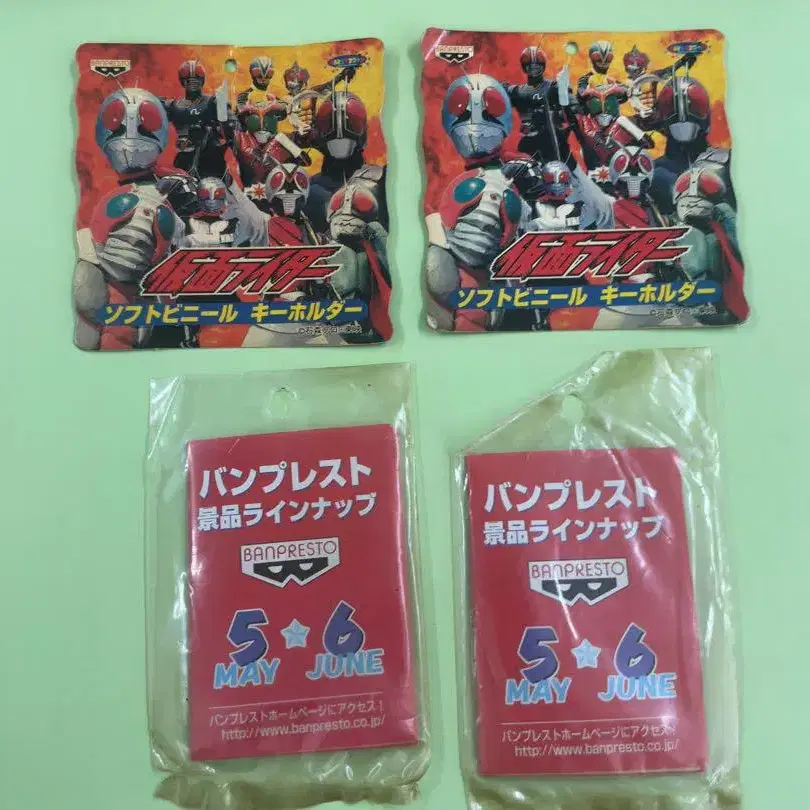 BANPRESTO
仮面ライダー
ソフトビニール キーホルダー
BANPRESTO
仮面ライダー
ソフトビニール キーホルダー
バンプレスト
景品ラインナップ
BANPRESTO
5 6
MAY JUNE
バンプレストホームページにアクセス!
http://www.banpresto.co.jp/
バンプレスト
景品ラインナップ
BANPRESTO
5 6
MAY JUNE
バンプレストホームページにアクセス!
http://www.banpresto.co.jp/